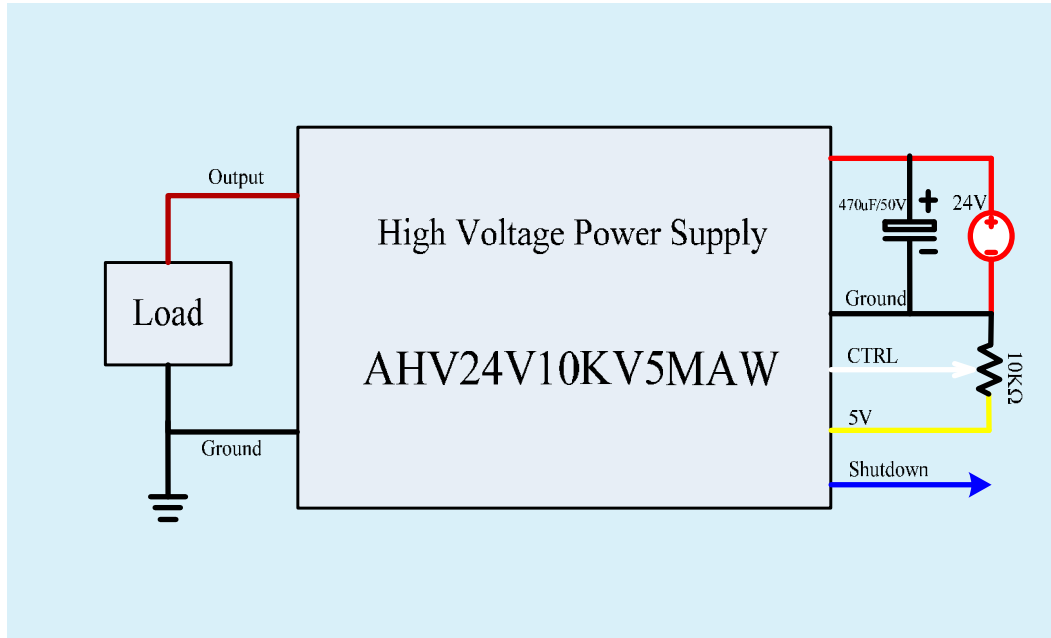 Output
High Voltage Power Supply
AHV24V10KV5MAW
Load
Ground
470uF/50V
+
24V
+
Ground
CTRL
10KΩ
5V
Shutdown